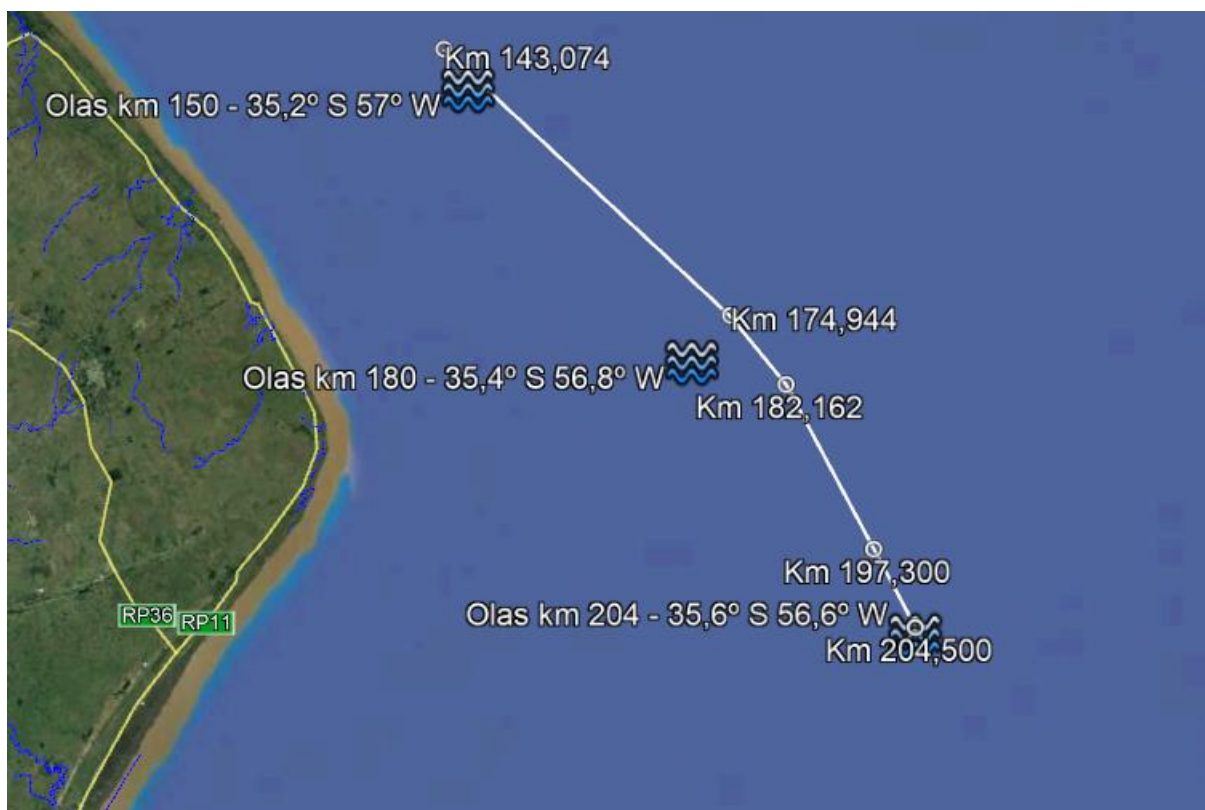 Km 143,074
Olas km 150 - 35,2º S 57º W
Km 174,944
Olas km 180 - 35,4º S 56,8º W
Km 182,162
Km 197,300
Olas km 204 - 35,6º S 56,6º W
RP36
RP11
Km 204,500